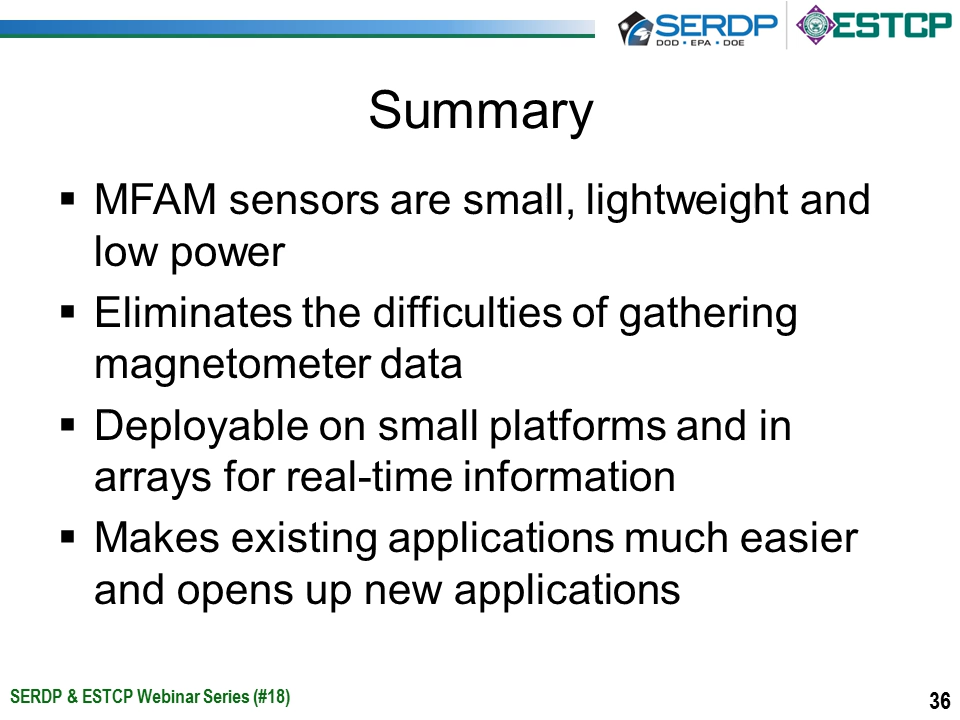 SERDP
DOD • EPA • DOE
ESTCP
Summary
▪ MFAM sensors are small, lightweight and
low power
▪ Eliminates the difficulties of gathering
magnetometer data
▪ Deployable on small platforms and in
arrays for real-time information
▪ Makes existing applications much easier
and opens up new applications
SERDP & ESTCP Webinar Series (#18)
36